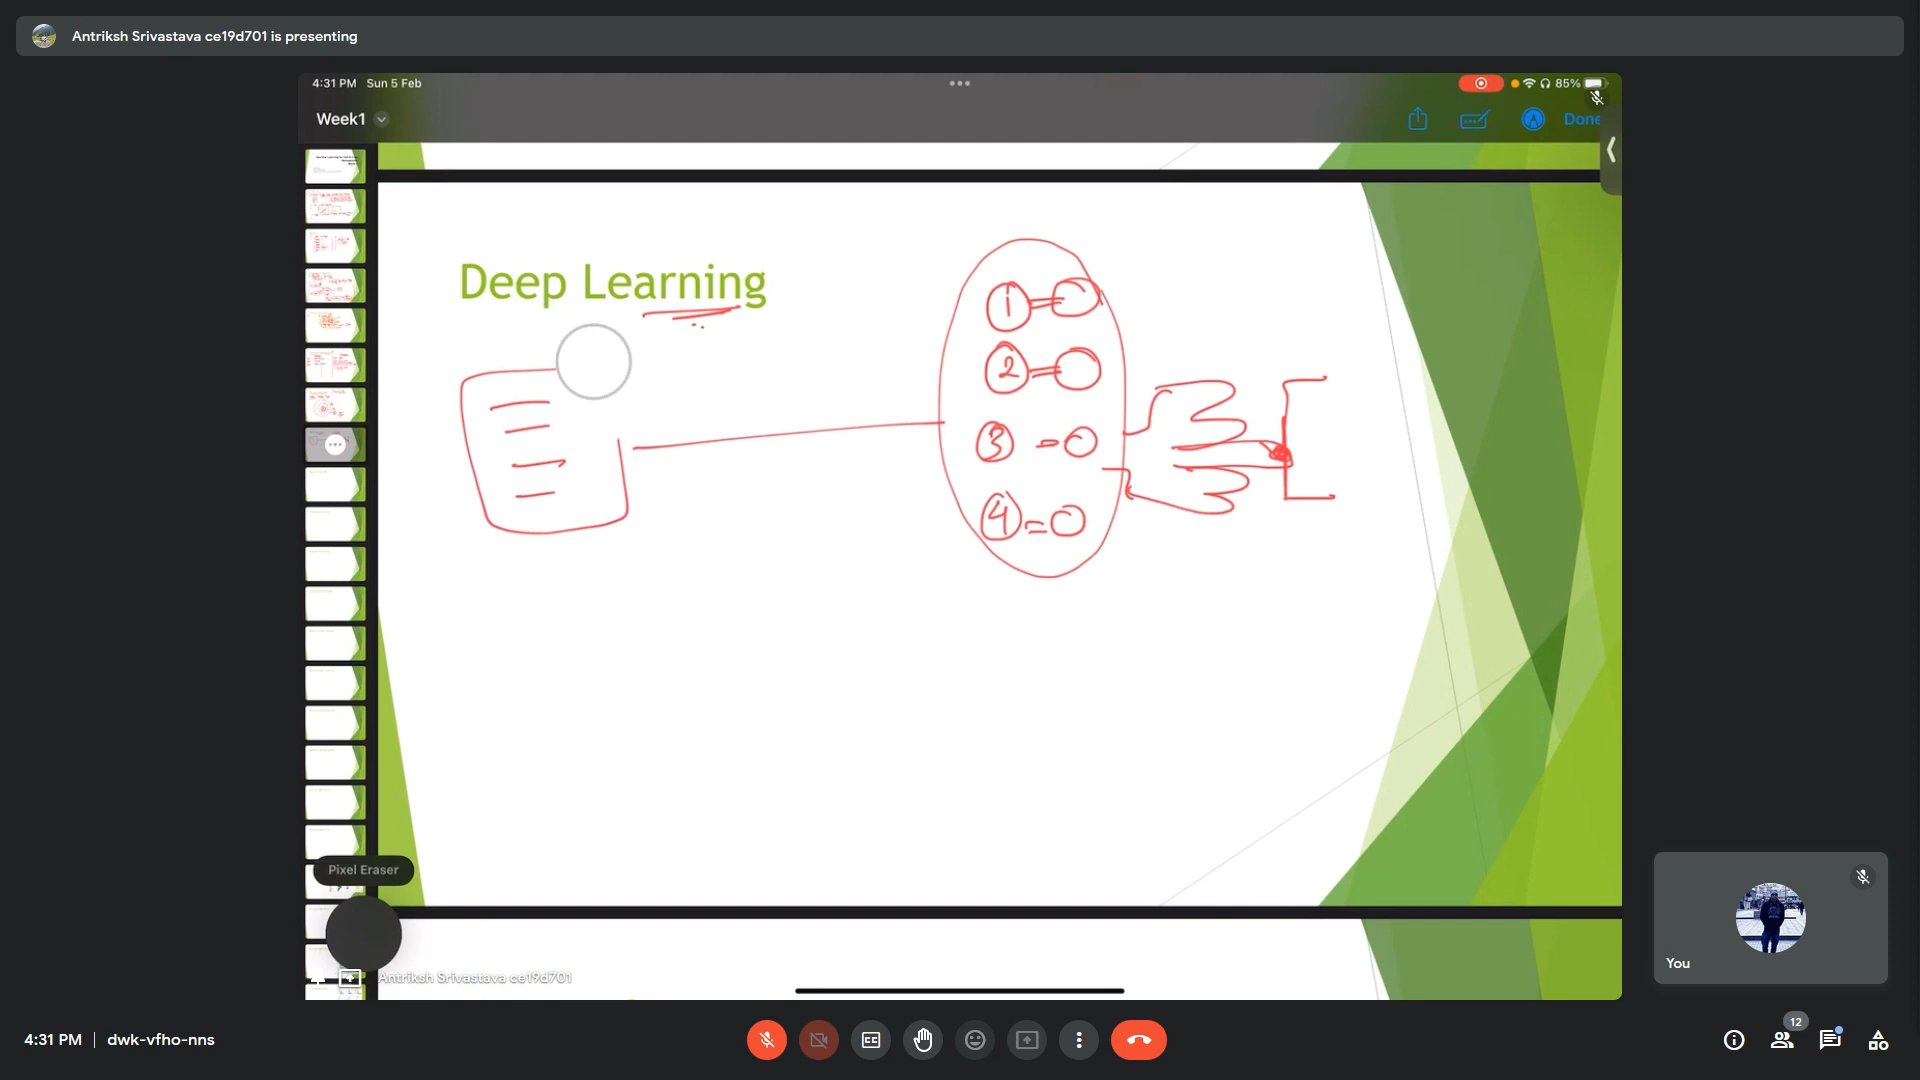 Antriksh Srivastava ce19d701 is presenting
4:31 PM Sun 5 Feb
85%
Week1
Done
Deep Learning
1 =
2 =
3 =
4 =
Pixel Eraser
Antriksh Srivastava ce19d701
You
4:31 PM | dwk-vfho-nns
CC
12